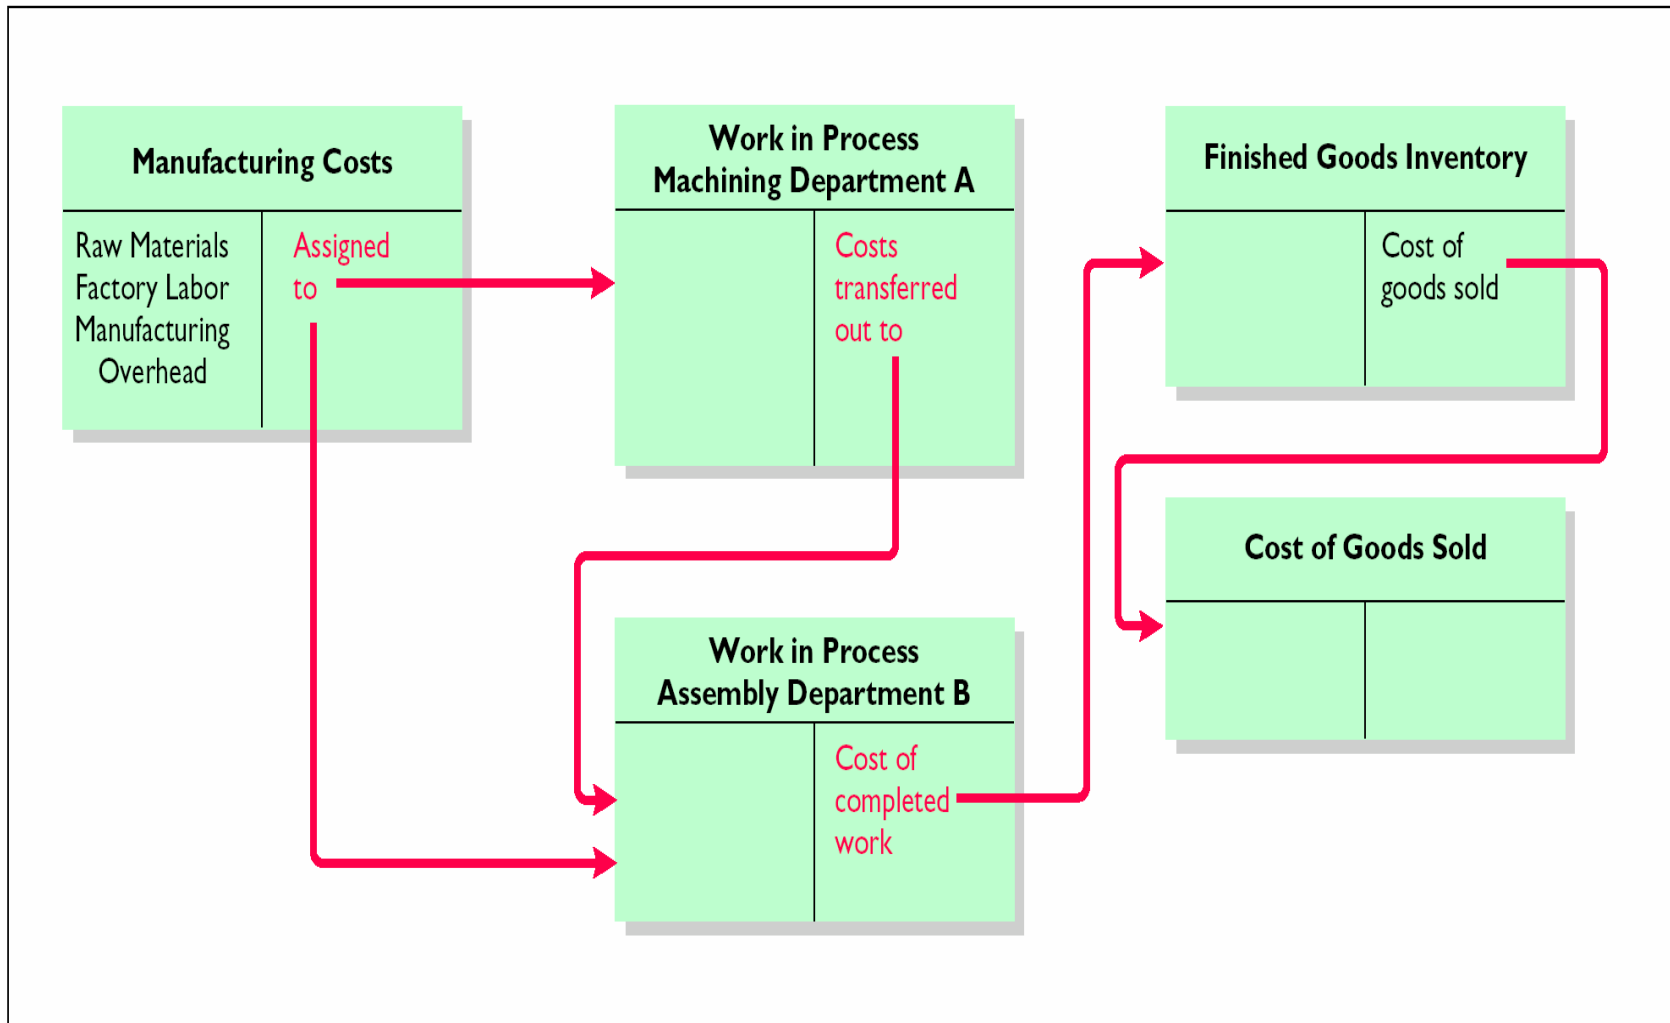 Manufacturing Costs
Raw Materials
Factory Labor
Manufacturing
Overhead
Assigned
to
Work in Process
Machining Department A
Costs
transferred
out to
Work in Process
Assembly Department B
Cost of
completed
work
Finished Goods Inventory
Cost of
goods sold
Cost of Goods Sold